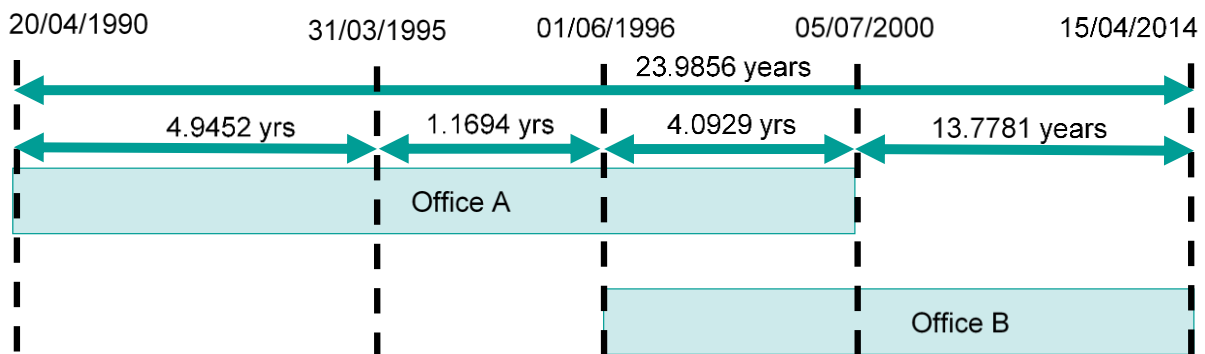 20/04/1990 31/03/1995 01/06/1996 05/07/2000 15/04/2014
23.9856 years
4.9452 yrs 1.1694 yrs 4.0929 yrs 13.7781 years
Office A
Office B